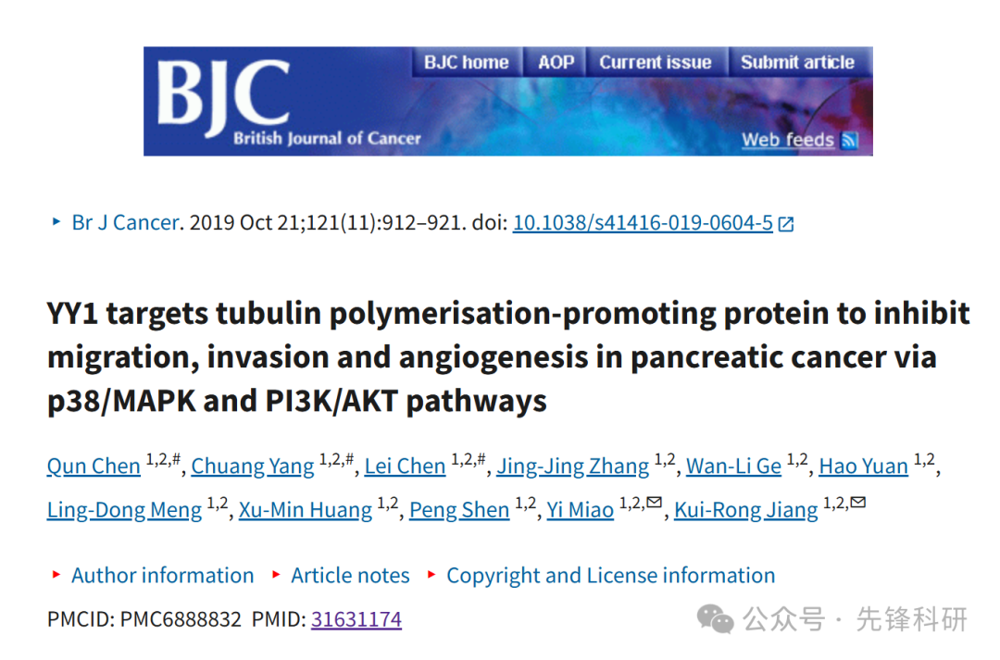 BJC home AOP Current issue Submit article
BJC
British Journal of Cancer
Web feeds
Br J Cancer. 2019 Oct 21;121(11):912–921. doi: 10.1038/s41416-019-0604-5
YY1 targets tubulin polymerisation-promoting protein to inhibit
migration, invasion and angiogenesis in pancreatic cancer via
p38/MAPK and PI3K/AKT pathways
Qun Chen 1,2,#, Chuang Yang 1,2,#, Lei Chen 1,2,#, Jing-Jing Zhang 1,2, Wan-Li Ge 1,2, Hao Yuan 1,2,
Ling-Dong Meng 1,2, Xu-Min Huang 1,2, Peng Shen 1,2, Yi Miao 1,2,✉, Kui-Rong Jiang 1,2,✉
Author information Article notes Copyright and License information
PMCID: PMC6888832 PMID: 31631174
公众号 · 先锋科研